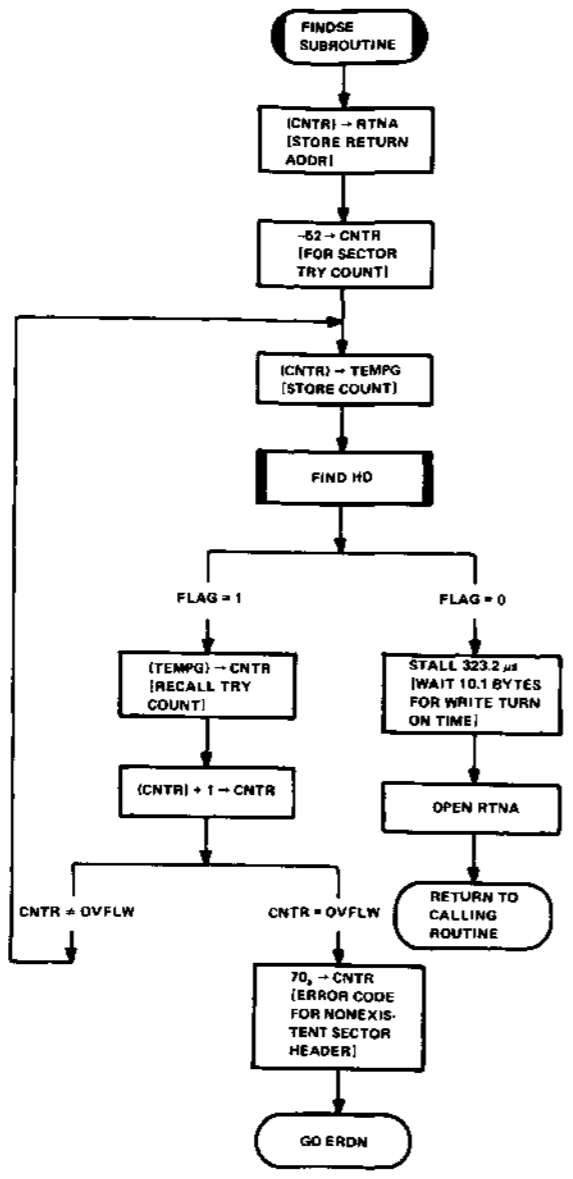 FINDSE
SUBROUTINE
(CNTR) → RTNA
[STORE RETURN
ADDR]
-52 → CNTR
[FOR SECTOR
TRY COUNT]
(CNTR) → TEMPG
[STORE COUNT]
FIND HD
FLAG = 1
FLAG = 0
(TEMPG) → CNTR
[RECALL TRY
COUNT]
STALL 323.2 μs
[WAIT 10.1 BYTES
FOR WRITE TURN
ON TIME]
(CNTR) + 1 → CNTR
OPEN RTNA
CNTR ≠ OVFLW
CNTR = OVFLW
RETURN TO
CALLING
ROUTINE
70₈ → CNTR
[ERROR CODE
FOR NONEXIS-
TENT SECTOR
HEADER]
GO ERDN